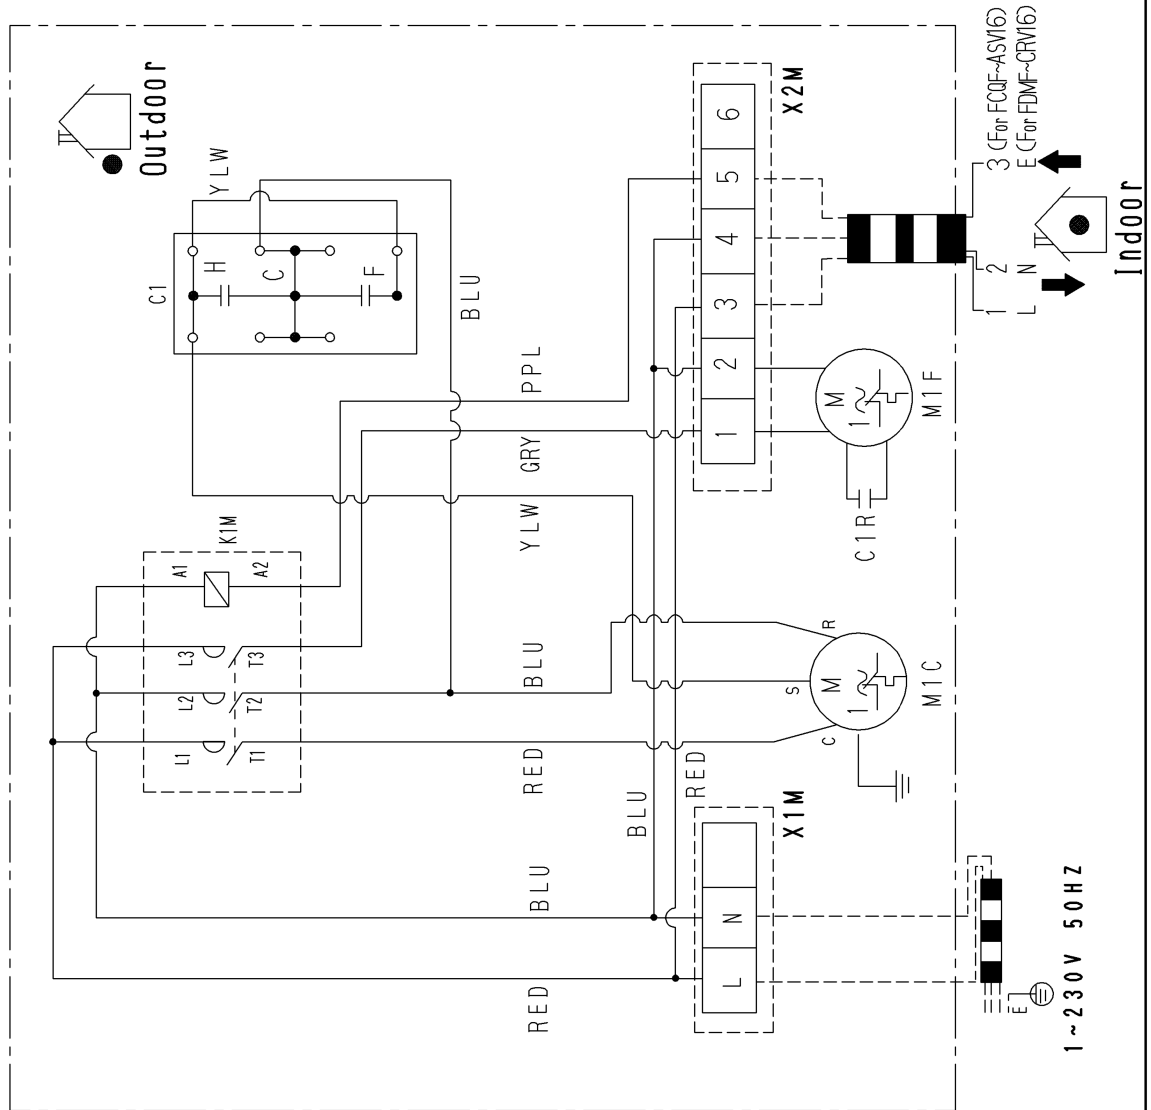 Outdoor
YLW
C1
H
C
F
BLU
PPL
GRY
YLW
K1M
A1
A2
L3
T3
L2
T2
L1
T1
BLU
RED
BLU
RED
BLU
RED
X2M
6
5
4
3
2
1
M
1~
M1F
C1R
R
S
C
M
1~
M1C
X1M
N
L
3 (For FCQF~ASV16)
E (For FDMF~CRV16)
2
N
1
L
Indoor
E
1~230V 50HZ